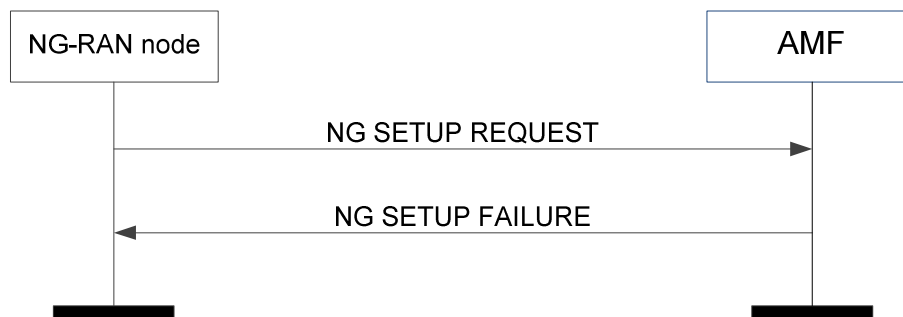 NG-RAN node
AMF
NG SETUP REQUEST
NG SETUP FAILURE